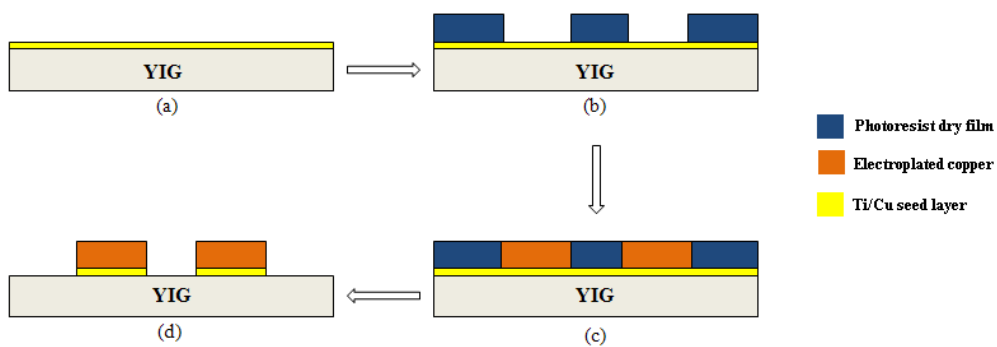 YIG
(a)
YIG
(b)
Photoresist dry film
Electroplated copper
Ti/Cu seed layer
YIG
(d)
YIG
(c)